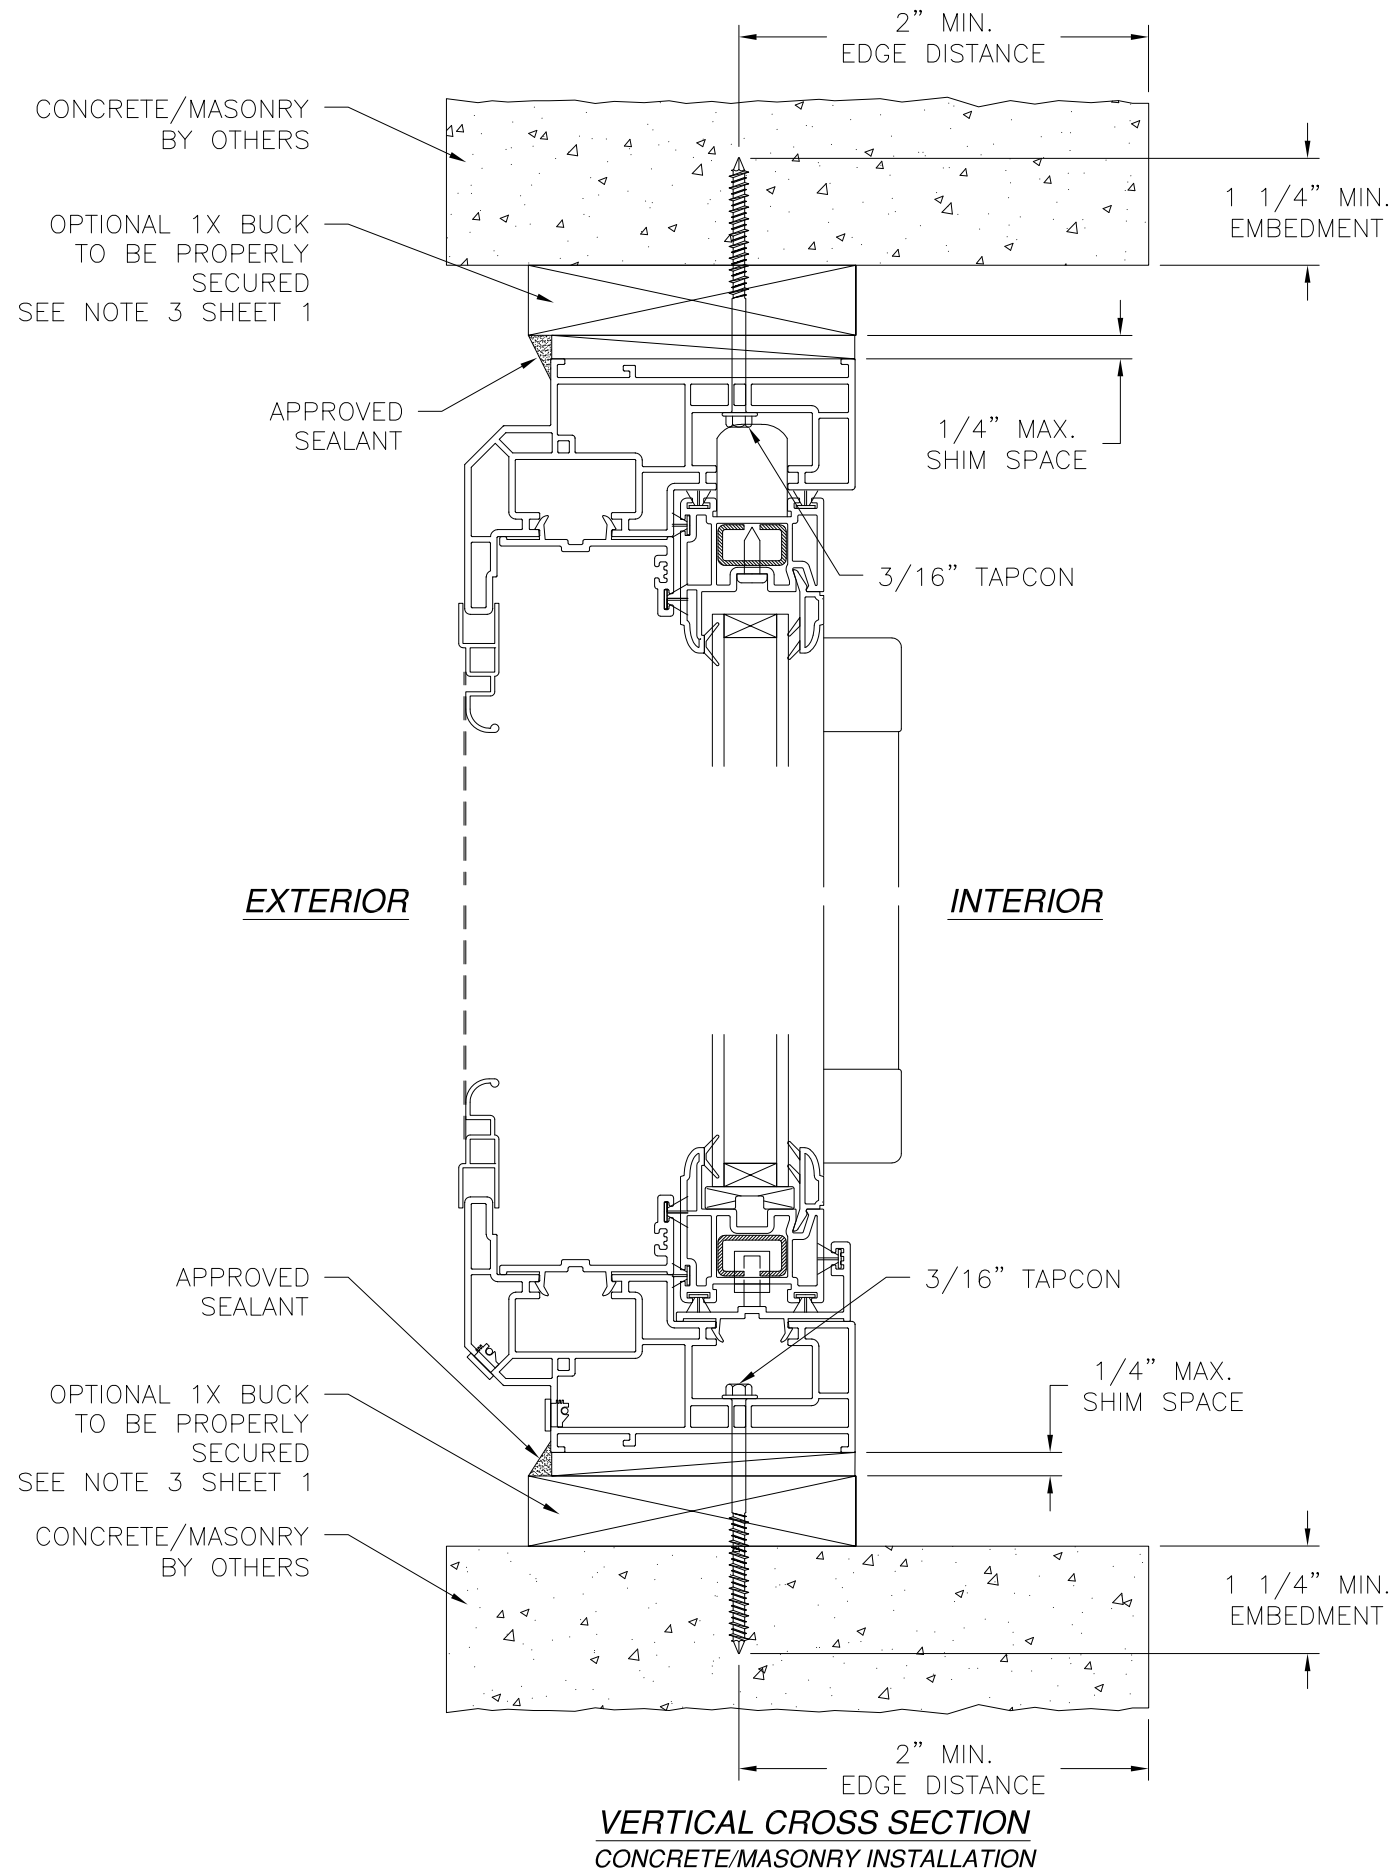 2” MIN.
EDGE DISTANCE
CONCRETE/MASONRY
BY OTHERS
1 1/4” MIN.
EMBEDMENT
OPTIONAL 1X BUCK
TO BE PROPERLY
SECURED
SEE NOTE 3 SHEET 1
APPROVED
SEALANT
1/4” MAX.
SHIM SPACE
3/16” TAPCON
EXTERIOR
INTERIOR
APPROVED
SEALANT
3/16” TAPCON
1/4” MAX.
SHIM SPACE
OPTIONAL 1X BUCK
TO BE PROPERLY
SECURED
SEE NOTE 3 SHEET 1
CONCRETE/MASONRY
BY OTHERS
1 1/4” MIN.
EMBEDMENT
2” MIN.
EDGE DISTANCE
VERTICAL CROSS SECTION
CONCRETE/MASONRY INSTALLATION